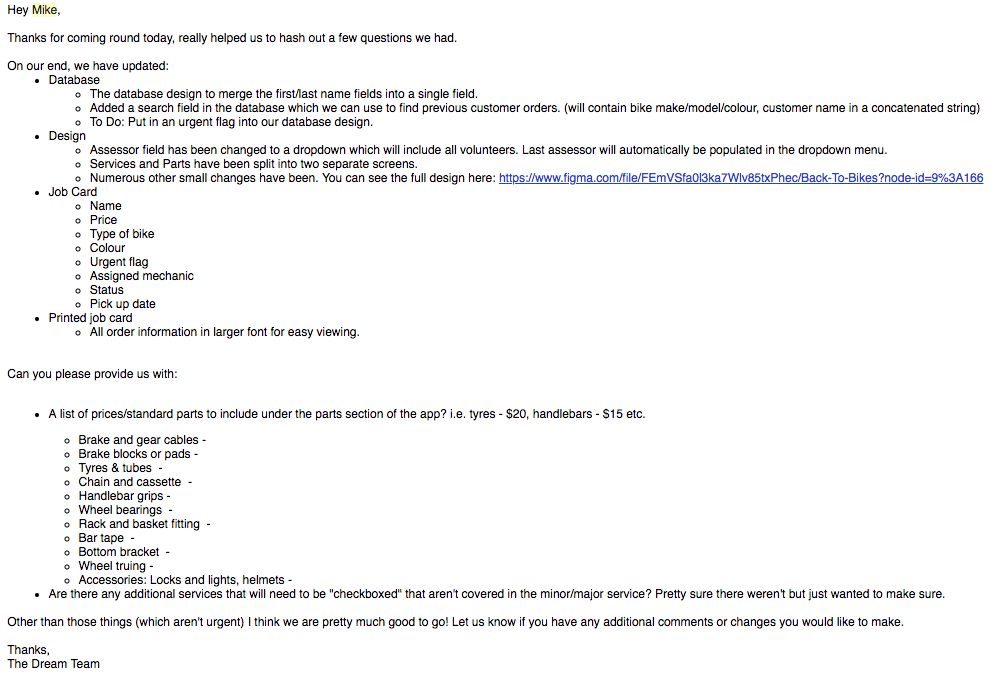 Hey Mike,
Thanks for coming round today, really helped us to hash out a few questions we had.
On our end, we have updated:
• Database
◦ The database design to merge the first/last name fields into a single field.
◦ Added a search field in the database which we can use to find previous customer orders. (will contain bike make/model/colour, customer name in a concatenated string)
◦ To Do: Put in an urgent flag into our database design.
• Design
◦ Assessor field has been changed to a dropdown which will include all volunteers. Last assessor will automatically be populated in the dropdown menu.
◦ Services and Parts have been split into two separate screens.
◦ Numerous other small changes have been. You can see the full design here: https://www.figma.com/file/FEmVSfa0l3ka7Wlv85txPhec/Back-To-Bikes?node-id=9%3A166
• Job Card
◦ Name
◦ Price
◦ Type of bike
◦ Colour
◦ Urgent flag
◦ Assigned mechanic
◦ Status
◦ Pick up date
• Printed job card
◦ All order information in larger font for easy viewing.
Can you please provide us with:
• A list of prices/standard parts to include under the parts section of the app? i.e. tyres - $20, handlebars - $15 etc.
◦ Brake and gear cables -
◦ Brake blocks or pads -
◦ Tyres & tubes -
◦ Chain and cassette -
◦ Handlebar grips -
◦ Wheel bearings -
◦ Rack and basket fitting -
◦ Bar tape -
◦ Bottom bracket -
◦ Wheel truing -
◦ Accessories: Locks and lights, helmets -
• Are there any additional services that will need to be "checkboxed" that aren't covered in the minor/major service? Pretty sure there weren't but just wanted to make sure.
Other than those things (which aren't urgent) I think we are pretty much good to go! Let us know if you have any additional comments or changes you would like to make.
Thanks,
The Dream Team